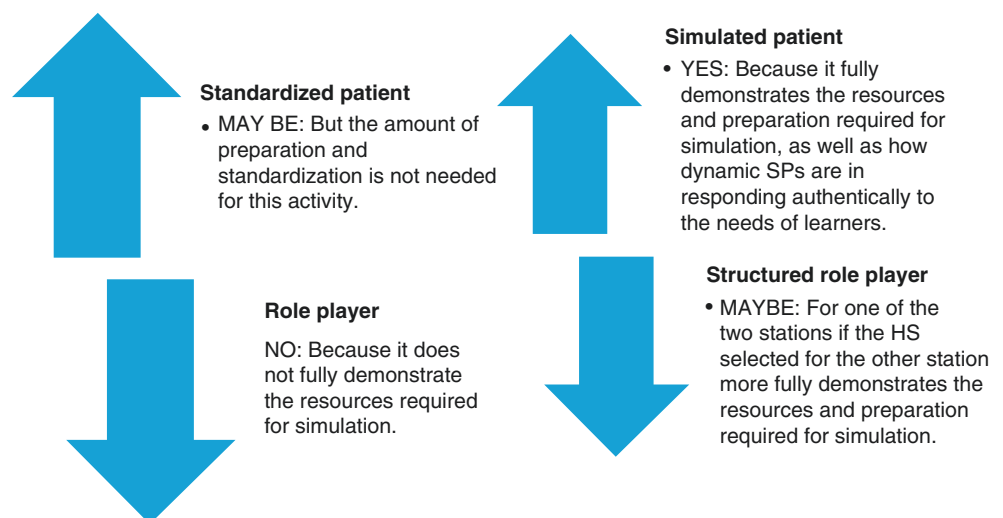 Standardized patient
• MAY BE: But the amount of
preparation and
standardization is not needed
for this activity.
Role player
NO: Because it does
not fully demonstrate
the resources required
for simulation.
Simulated patient
• YES: Because it fully
demonstrates the resources
and preparation required for
simulation, as well as how
dynamic SPs are in
responding authentically to
the needs of learners.
Structured role player
• MAYBE: For one of the
two stations if the HS
selected for the other station
more fully demonstrates the
resources and preparation
required for simulation.